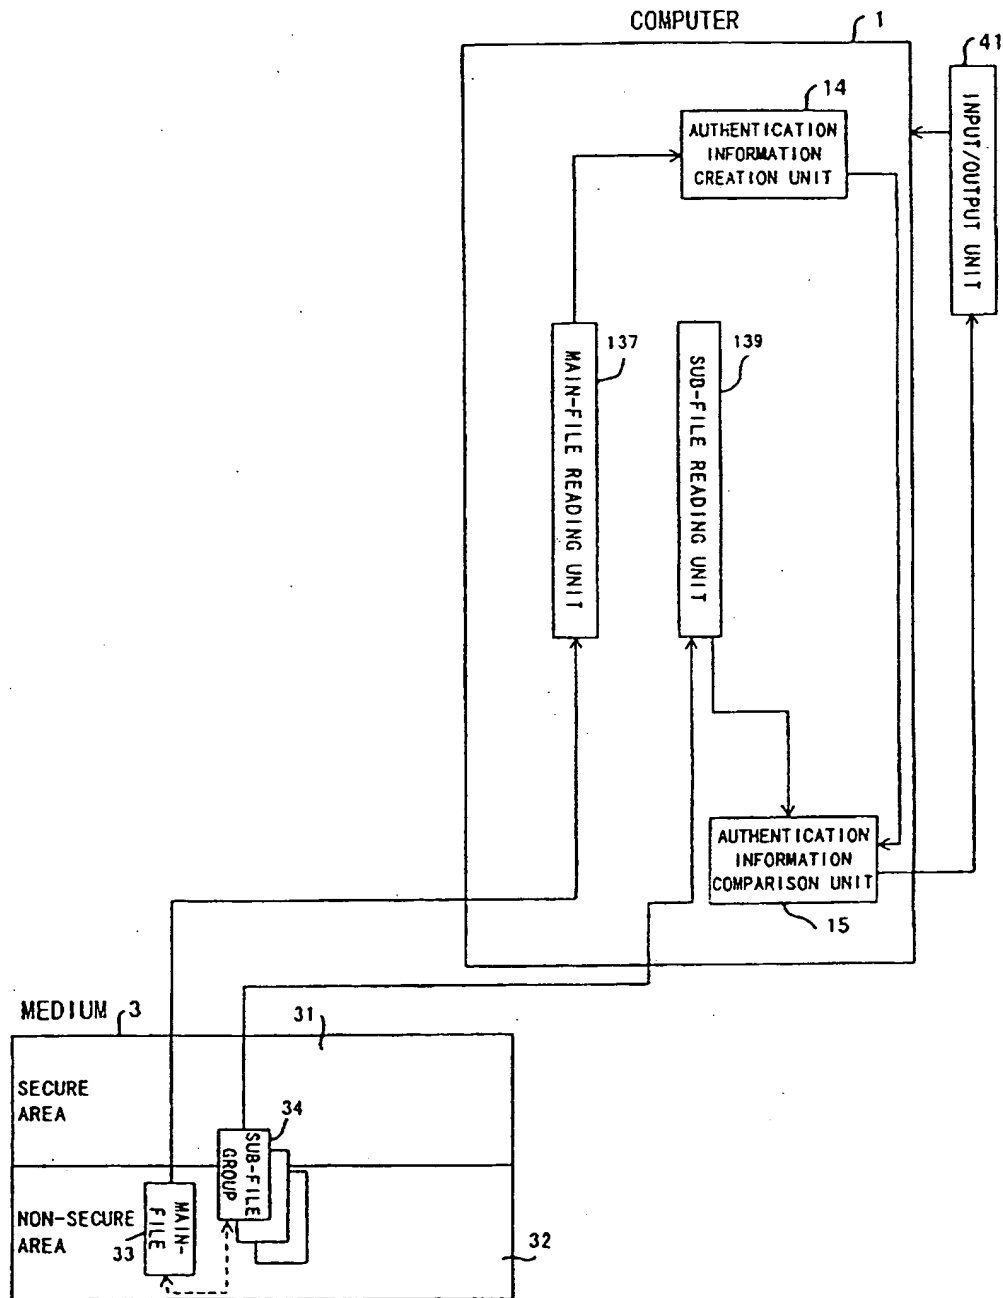 COMPUTER
1
41
14
AUTHENTICATION
INFORMATION
CREATION UNIT
INPUT/OUTPUT UNIT
137
139
MAIN-FILE READING UNIT
SUB-FILE READING UNIT
AUTHENTICATION
INFORMATION
COMPARISON UNIT
15
MEDIUM
3
31
SECURE
AREA
34
SUB-FILE
GROUP
NON-SECURE
AREA
33
MAIN-
FILE
32